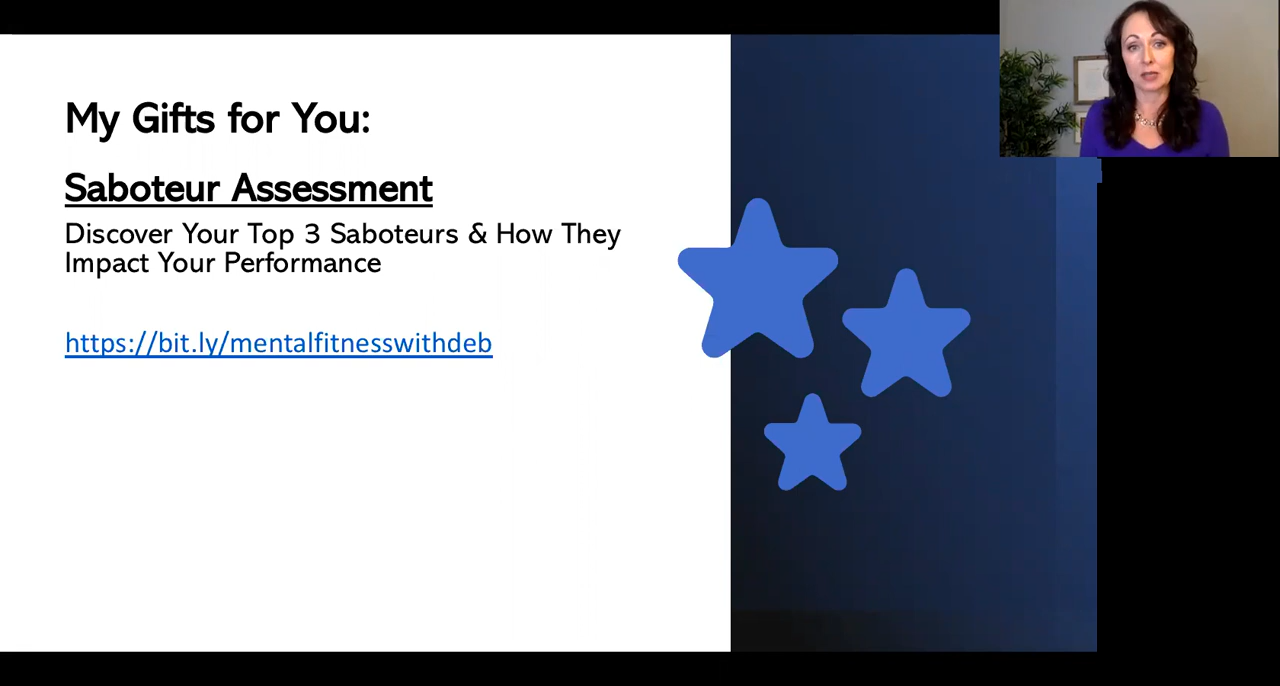 My Gifts for You:
Saboteur Assessment
Discover Your Top 3 Saboteurs & How They
Impact Your Performance
https://bit.ly/mentalfitnesswithdeb